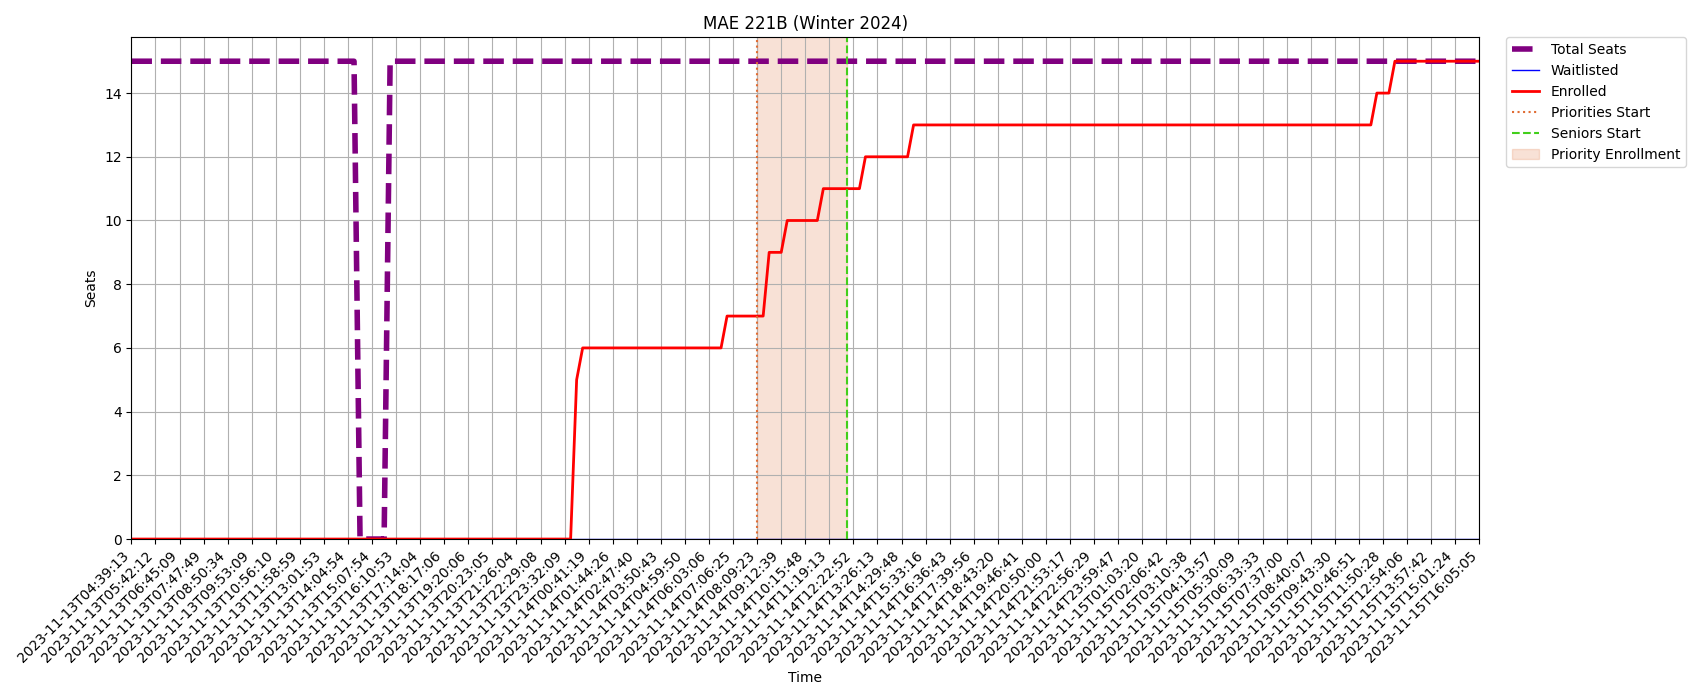 MAE 221B (Winter 2024)
Total Seats
Waitlisted
Enrolled
Priorities Start
Seniors Start
Priority Enrollment
Seats
14
12
10
8
6
4
2
0
2023-11-13T04:39:13
2023-11-13T05:42:12
2023-11-13T06:45:09
2023-11-13T07:47:49
2023-11-13T08:50:34
2023-11-13T09:53:09
2023-11-13T10:56:10
2023-11-13T11:58:59
2023-11-13T13:01:53
2023-11-13T14:04:54
2023-11-13T15:07:54
2023-11-13T16:10:53
2023-11-13T17:14:04
2023-11-13T18:17:06
2023-11-13T19:20:06
2023-11-13T20:23:05
2023-11-13T21:26:04
2023-11-13T22:29:08
2023-11-13T23:32:09
2023-11-14T00:41:19
2023-11-14T01:44:26
2023-11-14T02:47:40
2023-11-14T03:50:43
2023-11-14T04:59:50
2023-11-14T06:03:06
2023-11-14T07:06:25
2023-11-14T08:09:23
2023-11-14T09:12:39
2023-11-14T10:15:48
2023-11-14T11:19:13
2023-11-14T12:22:52
2023-11-14T13:26:13
2023-11-14T14:29:48
2023-11-14T15:33:16
2023-11-14T16:36:43
2023-11-14T17:39:56
2023-11-14T18:43:20
2023-11-14T19:46:41
2023-11-14T20:50:00
2023-11-14T21:53:17
2023-11-14T22:56:29
2023-11-14T23:59:47
2023-11-15T01:03:20
2023-11-15T02:06:42
2023-11-15T03:10:38
2023-11-15T04:13:57
2023-11-15T05:30:09
2023-11-15T06:33:33
2023-11-15T07:37:00
2023-11-15T08:40:07
2023-11-15T09:43:30
2023-11-15T10:46:51
2023-11-15T11:50:28
2023-11-15T12:54:06
2023-11-15T13:57:42
2023-11-15T15:01:24
2023-11-15T16:05:05
Time